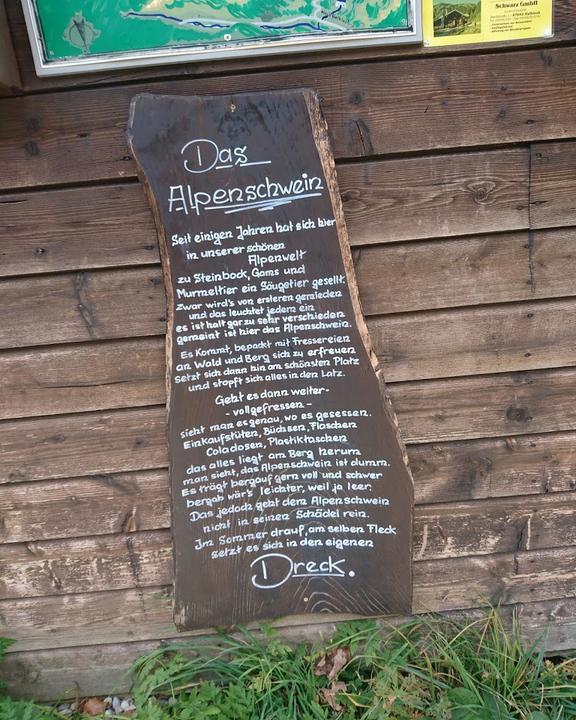 Schwarz GmbH
Das
Alpenschwein
Seit einigen Jahren hat sich hier
in unserer schönen
Alpenwelt
zu Steinbock, Gams und
Murmeltier ein Säugetier gesellt.
Zwar wird's von ersteren gemieden
und das leuchtet jedem ein
es ist halt gar zu sehr verschieden
gemeint ist hier das Alpenschwein.
Es kommt, bepackt mit Fressereien
an Wald und Berg sich zu erfreuen
setzt sich dann hin am schönsten Platz
und stopft sich alles in den Latz.
Geht es dann weiter-
- vollgefressen -
sieht man es genau, wo es gesessen.
Einkaufstüten, Büchsen, Flaschen
Coladosen, Plastiktaschen
das alles liegt am Berg herum
man sieht, das Alpenschwein ist dumm.
Es trägt bergauf gern voll und schwer
bergab wär's leichter, weil ja leer.
Das jedoch geht dem Alpenschwein
nicht in seinen Schädel rein.
Im Sommer drauf, am selben Fleck
setzt es sich in den eigenen
Dreck.